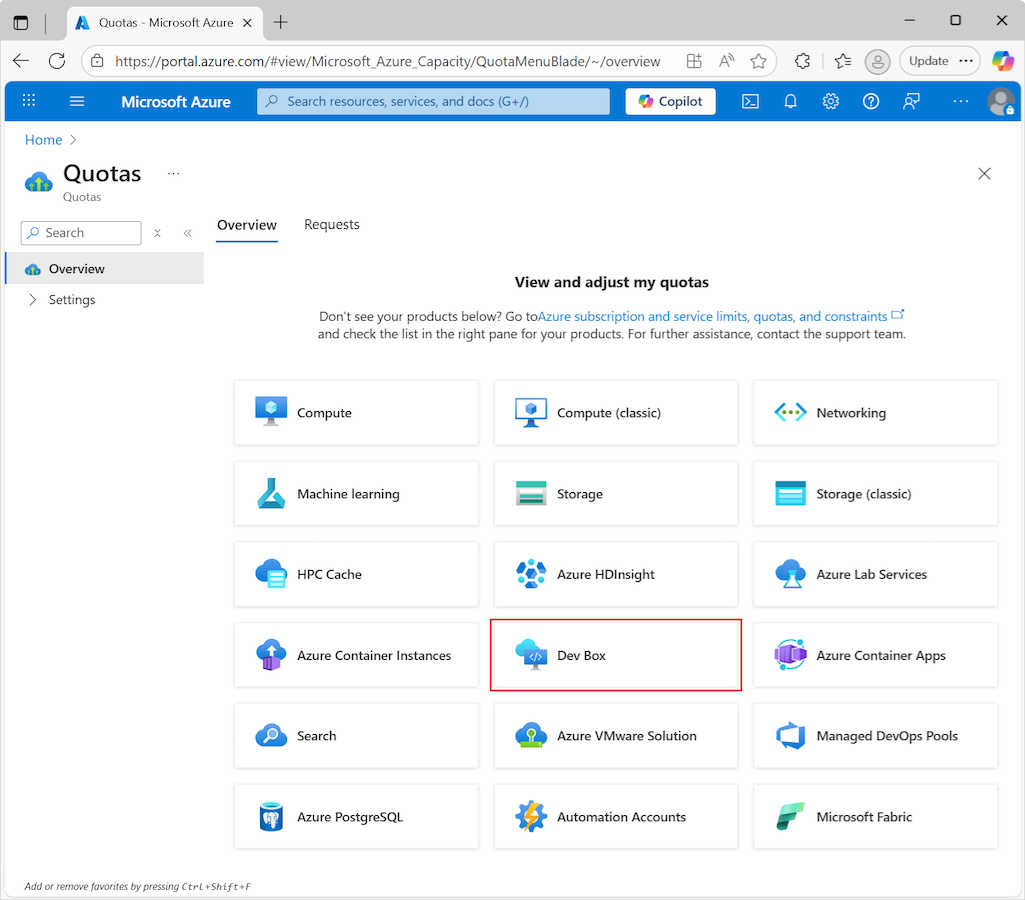 Quotas - Microsoft Azure
https://portal.azure.com/#view/Microsoft_Azure_Capacity/QuotaMenuBlade/~/overview
Update
Microsoft Azure
Search resources, services, and docs (G+/)
Copilot
Home
Quotas
Quotas
Search
Overview
Settings
Overview
Requests
View and adjust my quotas
Don't see your products below? Go toAzure subscription and service limits, quotas, and constraints
and check the list in the right pane for your products. For further assistance, contact the support team.
Compute
Compute (classic)
Networking
Machine learning
Storage
Storage (classic)
HPC Cache
Azure HDInsight
Azure Lab Services
Azure Container Instances
Dev Box
Azure Container Apps
Search
Azure VMware Solution
Managed DevOps Pools
Azure PostgreSQL
Automation Accounts
Microsoft Fabric
Add or remove favorites by pressing Ctrl+Shift+F